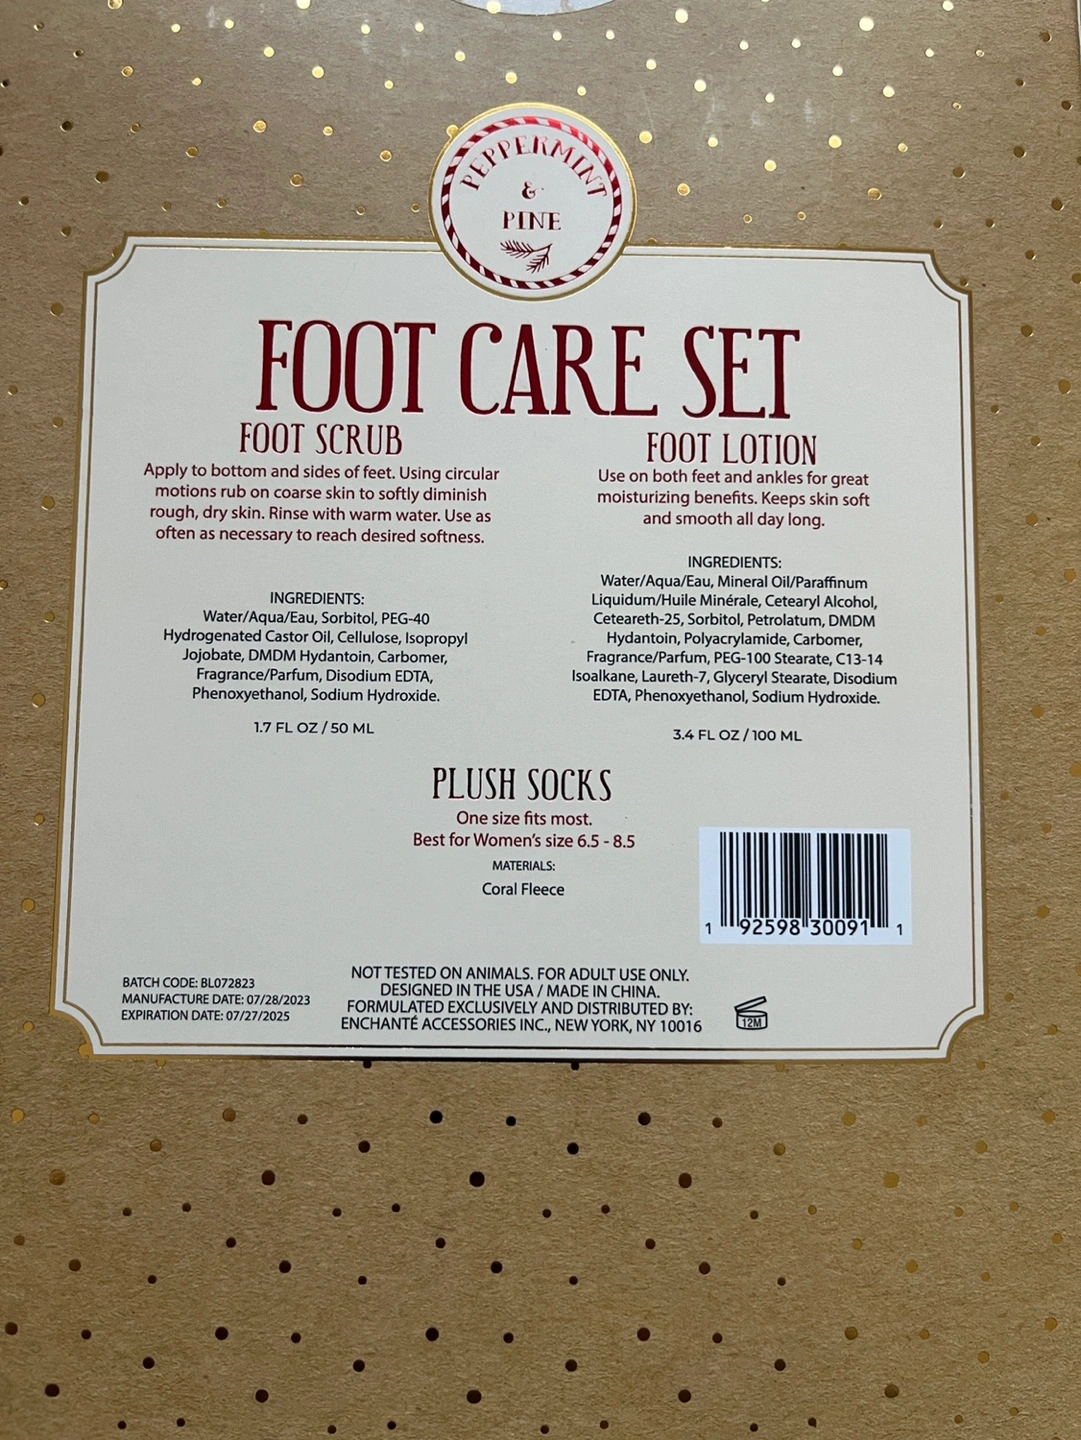 PEPPERMINT
&
PINE
FOOT CARE SET
FOOT SCRUB
Apply to bottom and sides of feet. Using circular
motions rub on coarse skin to softly diminish
rough, dry skin. Rinse with warm water. Use as
often as necessary to reach desired softness.
INGREDIENTS:
Water/Aqua/Eau, Sorbitol, PEG-40
Hydrogenated Castor Oil, Cellulose, Isopropyl
Jojobate, DMDM Hydantoin, Carbomer,
Fragrance/Parfum, Disodium EDTA,
Phenoxyethanol, Sodium Hydroxide.
1.7 FL OZ / 50 ML
FOOT LOTION
Use on both feet and ankles for great
moisturizing benefits. Keeps skin soft
and smooth all day long.
INGREDIENTS:
Water/Aqua/Eau, Mineral Oil/Paraffinum
Liquidum/Huile Minérale, Cetearyl Alcohol,
Ceteareth-25, Sorbitol, Petrolatum, DMDM
Hydantoin, Polyacrylamide, Carbomer,
Fragrance/Parfum, PEG-100 Stearate, C13-14
Isoalkane, Laureth-7, Glyceryl Stearate, Disodium
EDTA, Phenoxyethanol, Sodium Hydroxide.
3.4 FL OZ / 100 ML
PLUSH SOCKS
One size fits most.
Best for Women's size 6.5 - 8.5
MATERIALS:
Coral Fleece
1 92598 30091 1
BATCH CODE: BL072823
MANUFACTURE DATE: 07/28/2023
EXPIRATION DATE: 07/27/2025
NOT TESTED ON ANIMALS. FOR ADULT USE ONLY.
DESIGNED IN THE USA / MADE IN CHINA.
FORMULATED EXCLUSIVELY AND DISTRIBUTED BY:
ENCHANTÉ ACCESSORIES INC., NEW YORK, NY 10016
12M